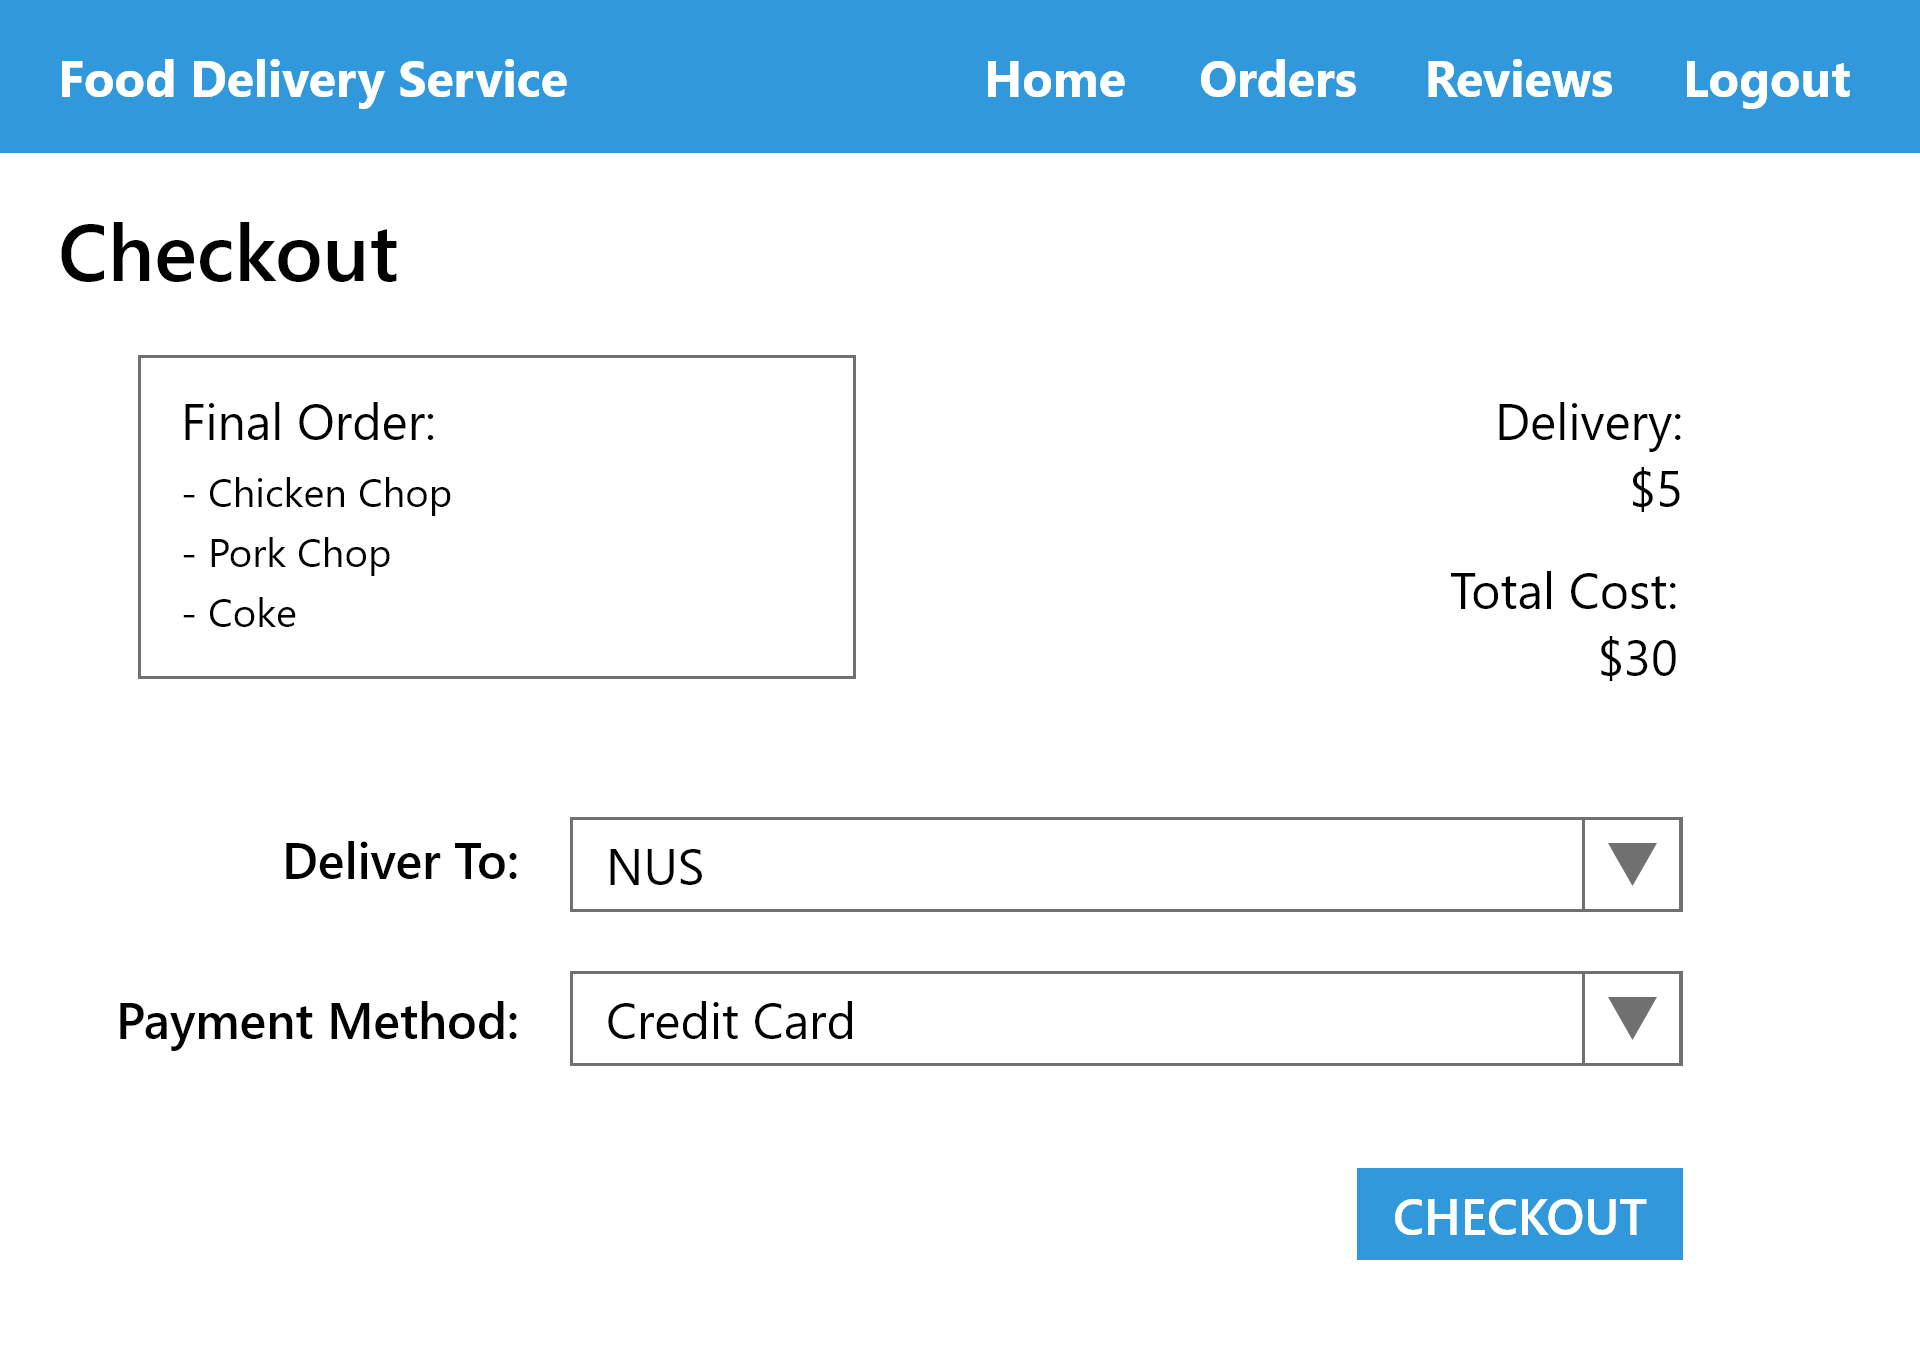 Food Delivery Service Home Orders Reviews Logout
Checkout
Final Order:
- Chicken Chop
- Pork Chop
- Coke
Delivery:
$5
Total Cost:
$30
Deliver To: NUS
Payment Method: Credit Card
CHECKOUT